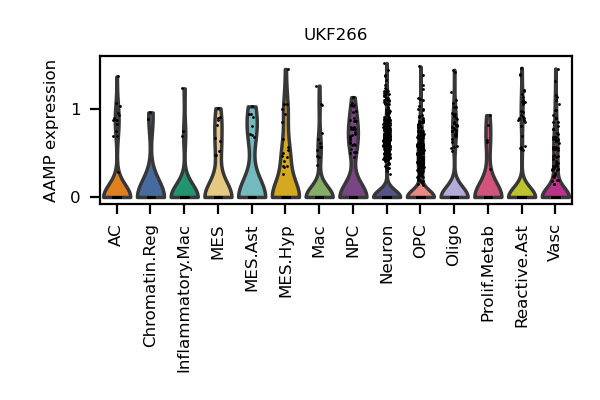 UKF266
AAMP expression
1
0
AC
Chromatin.Reg
Inflammatory.Mac
MES
MES.Ast
MES.Hyp
Mac
NPC
Neuron
OPC
Oligo
Prolif.Metab
Reactive.Ast
Vasc